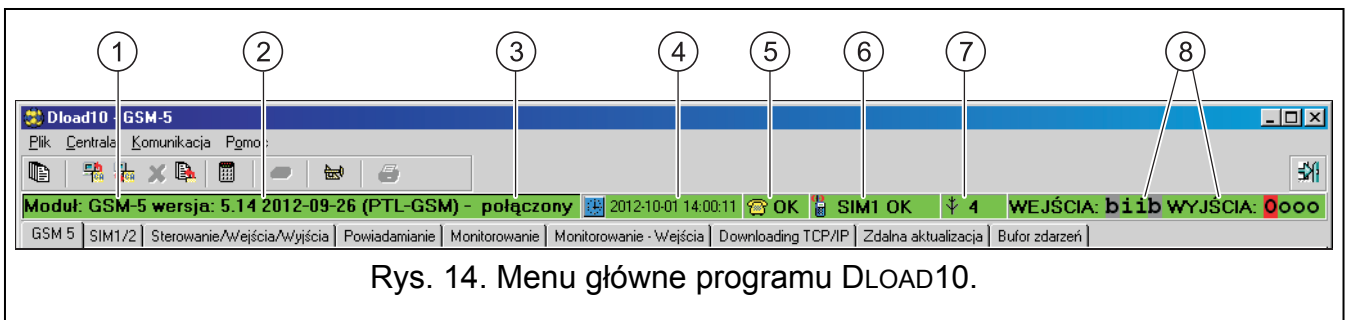 1 2 3 4 5 6 7 8
Dload10 - GSM-5
Plik Centrala Komunikacja Pomoc
Moduł: GSM-5 wersja: 5.14 2012-09-26 (PTL-GSM) - połączony 2012-10-01 14:00:11 OK SIM1 OK 4 WEJŚCIA: biib WYJŚCIA: Oooo
GSM 5 SIM1/2 Sterowanie/Wejścia/Wyjścia Powiadamianie Monitorowanie Monitorowanie - Wejścia Downloading TCP/IP Zdalna aktualizacja Bufor zdarzeń
Rys. 14. Menu główne programu DLOAD10.